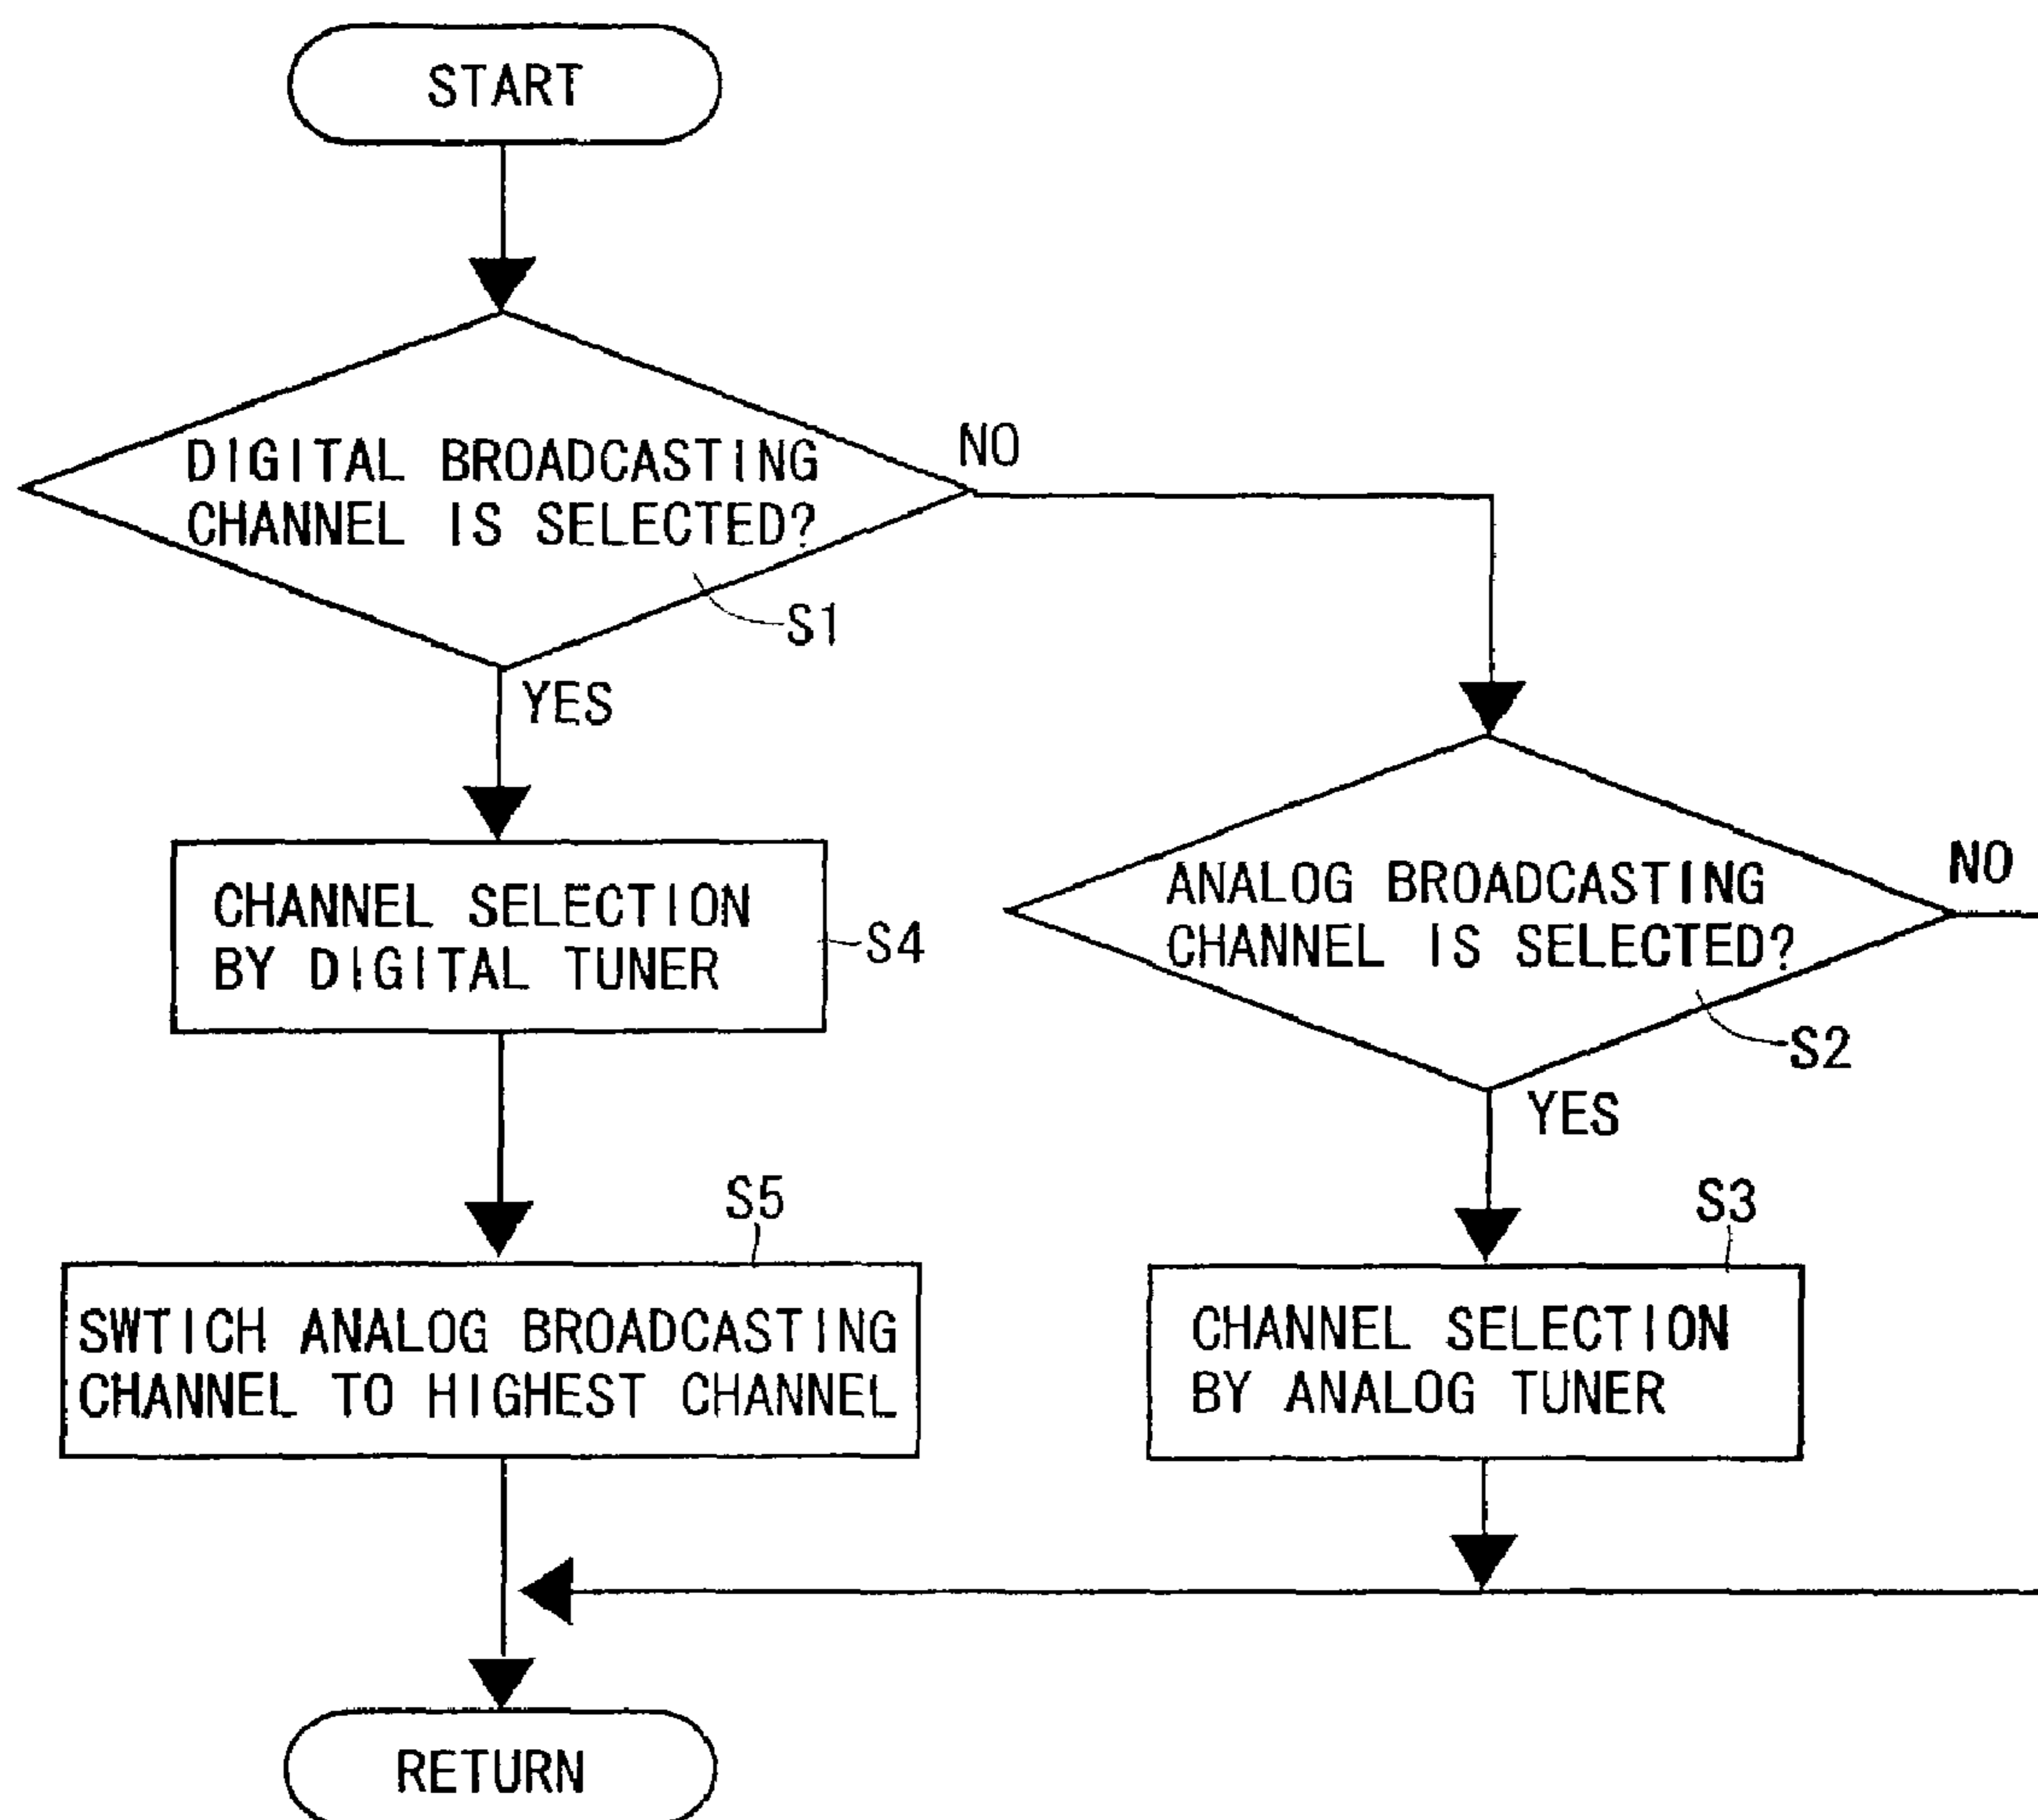 START
DIGITAL BROADCASTING
CHANNEL IS SELECTED?
NO
S1
YES
CHANNEL SELECTION
BY DIGITAL TUNER
S4
ANALOG BROADCASTING
CHANNEL IS SELECTED?
NO
S2
YES
S5
SWTICH ANALOG BROADCASTING
CHANNEL TO HIGHEST CHANNEL
S3
CHANNEL SELECTION
BY ANALOG TUNER
RETURN